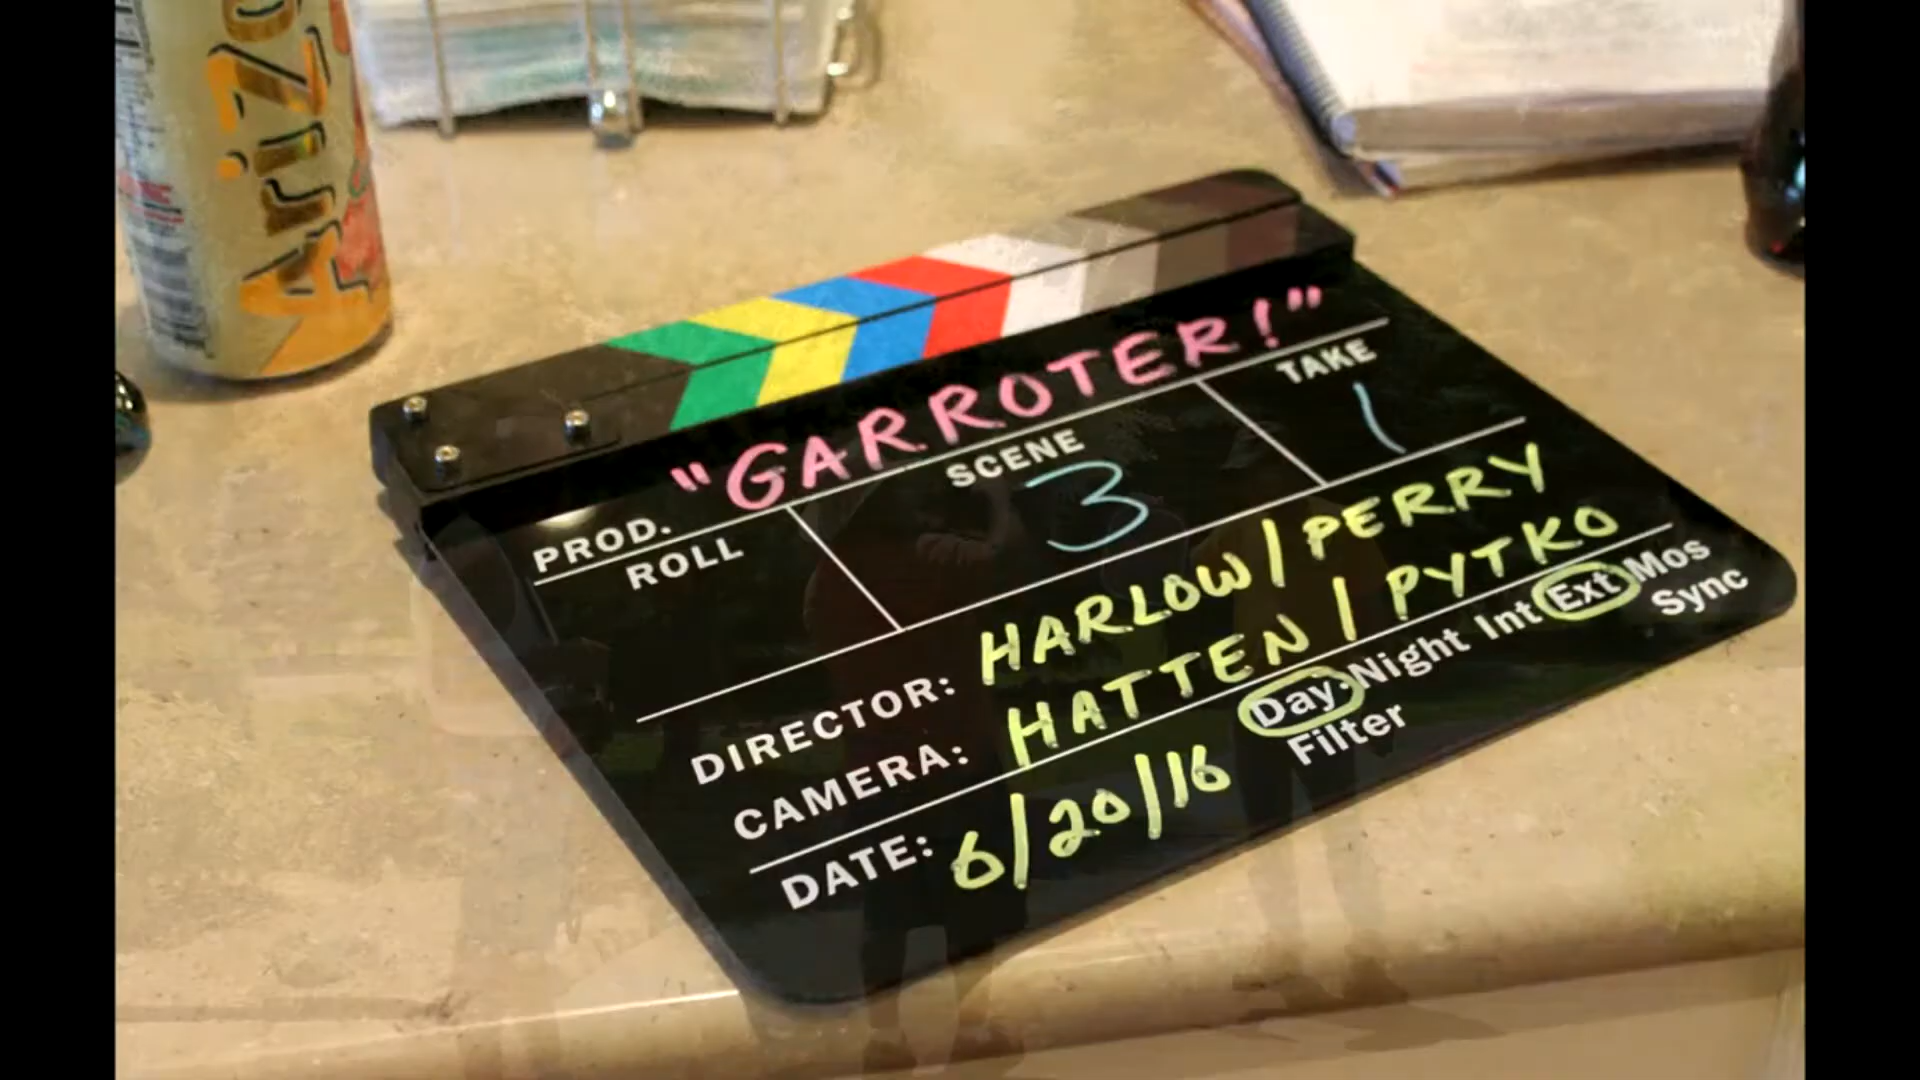 AriZo
PROD. "GARROTER!"
ROLL
SCENE 3
TAKE 1
DIRECTOR: HARLOW/PERRY
CAMERA: HATTEN/PYTKO
DATE: 6/20/16
Day·Night Int Ext Mos
Filter
Sync